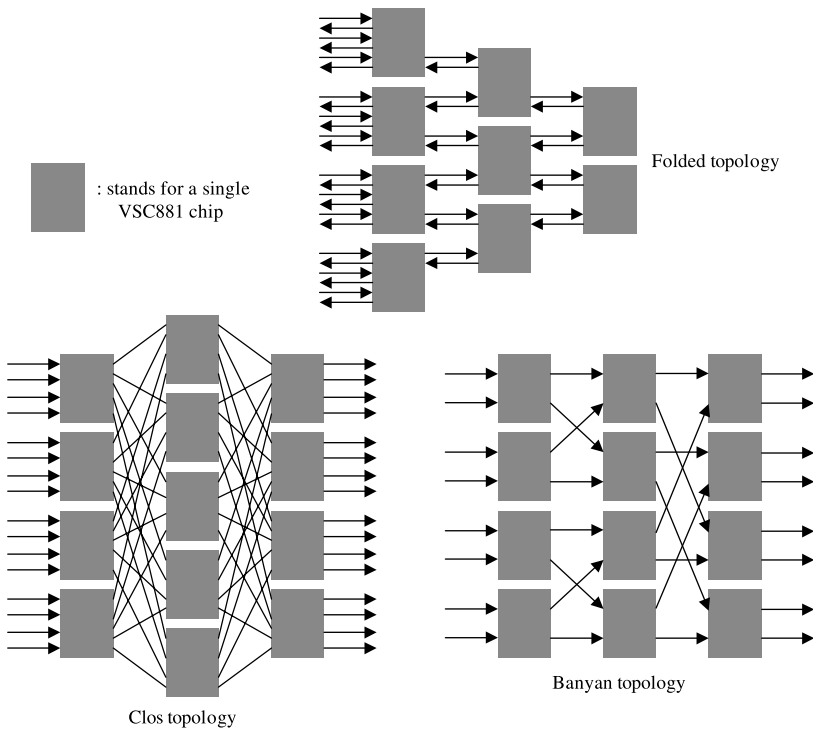 Folded topology
: stands for a single
VSC881 chip
Clos topology
Banyan topology